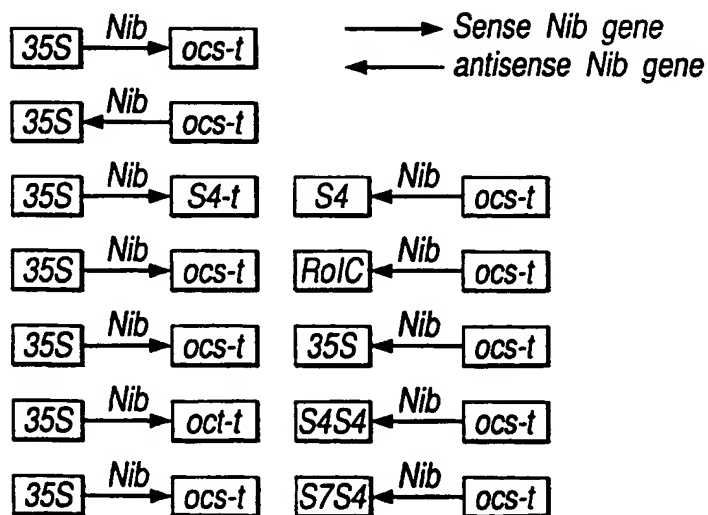 35S Nib ocs-t
Sense Nib gene
antisense Nib gene
35S Nib ocs-t
35S Nib S4-t S4 Nib ocs-t
35S Nib ocs-t RolC Nib ocs-t
35S Nib ocs-t 35S Nib ocs-t
35S Nib oct-t S4S4 Nib ocs-t
35S Nib ocs-t S7S4 Nib ocs-t